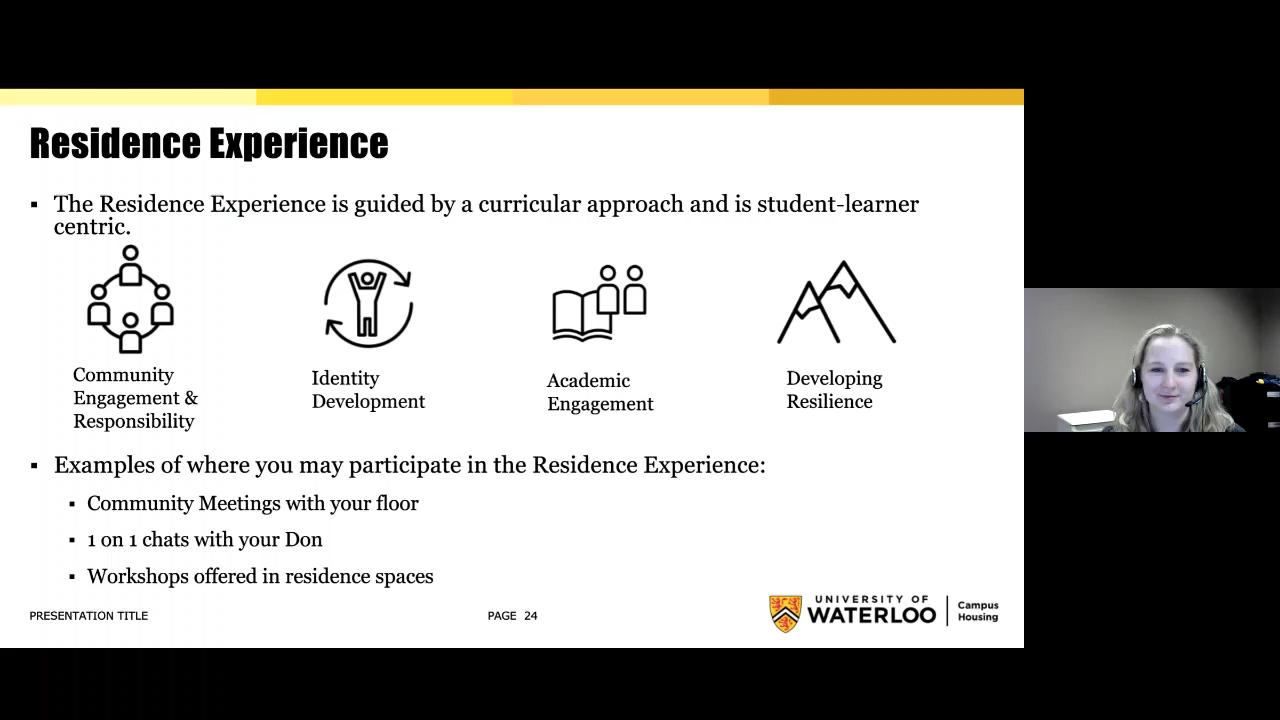 Residence Experience
▪ The Residence Experience is guided by a curricular approach and is student-learner
centric.
Community
Engagement &
Responsibility
Identity
Development
Academic
Engagement
Developing
Resilience
▪ Examples of where you may participate in the Residence Experience:
▪ Community Meetings with your floor
▪ 1 on 1 chats with your Don
▪ Workshops offered in residence spaces
PRESENTATION TITLE
PAGE 24
UNIVERSITY OF
WATERLOO
Campus
Housing